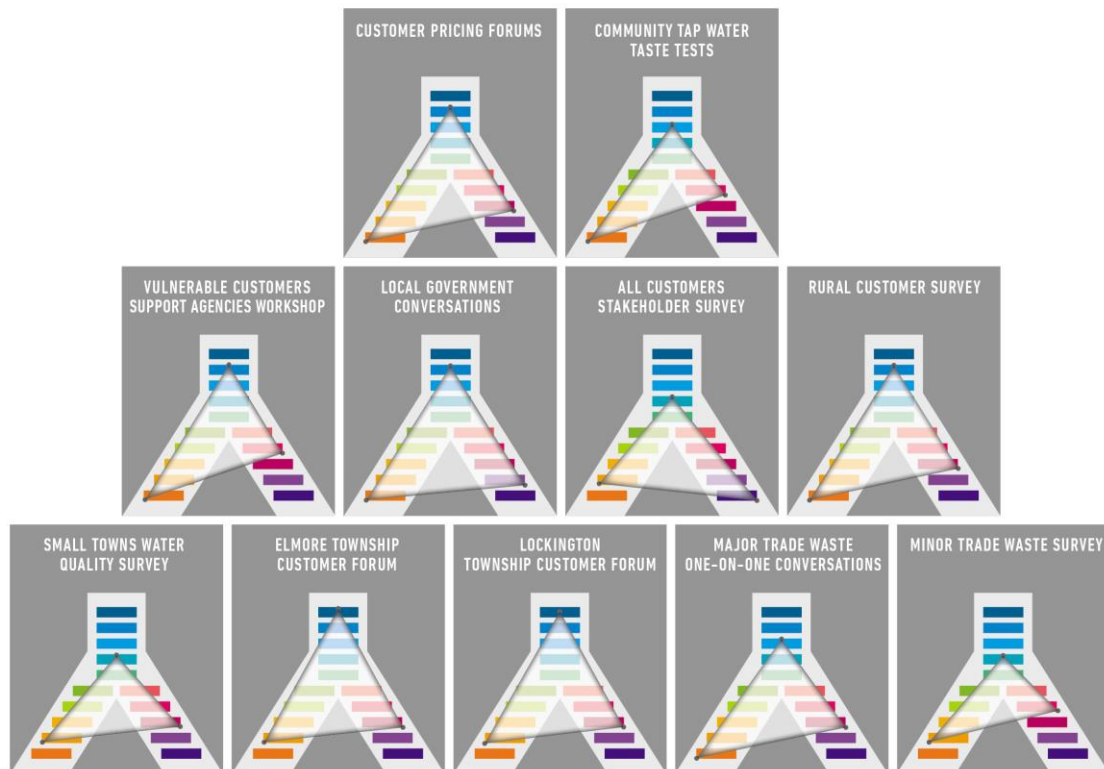 CUSTOMER PRICING FORUMS
COMMUNITY TAP WATER
TASTE TESTS
VULNERABLE CUSTOMERS
SUPPORT AGENCIES WORKSHOP
LOCAL GOVERNMENT
CONVERSATIONS
ALL CUSTOMERS
STAKEHOLDER SURVEY
RURAL CUSTOMER SURVEY
SMALL TOWNS WATER
QUALITY SURVEY
ELMORE TOWNSHIP
CUSTOMER FORUM
LOCKINGTON
TOWNSHIP CUSTOMER FORUM
MAJOR TRADE WASTE
ONE-ON-ONE CONVERSATIONS
MINOR TRADE WASTE SURVEY